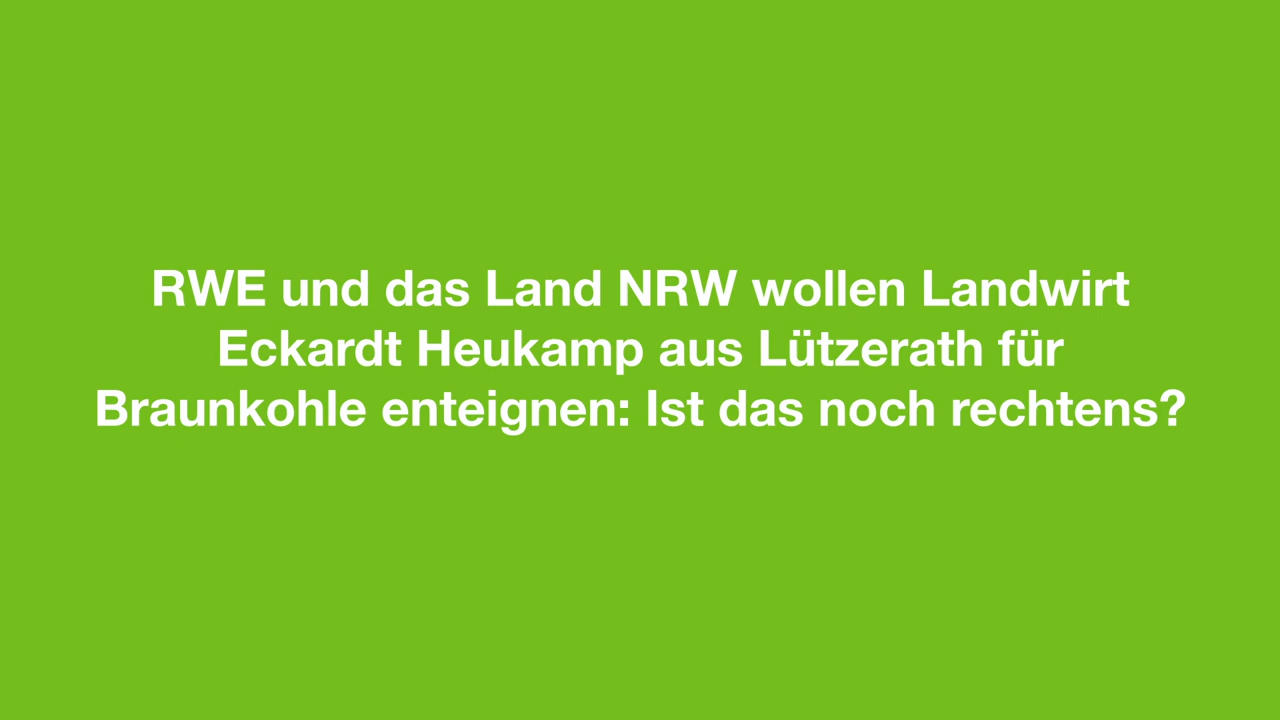 RWE und das Land NRW wollen Landwirt
Eckardt Heukamp aus Lützerath für
Braunkohle enteignen: Ist das noch rechtens?